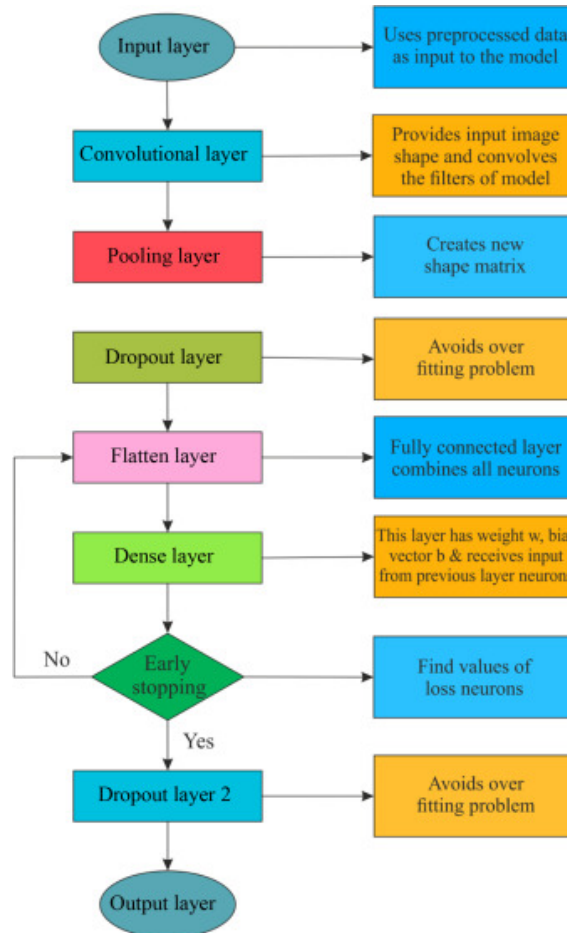 Input layer
Uses preprocessed data
as input to the model
Convolutional layer
Provides input image
shape and convolves
the filters of model
Pooling layer
Creates new
shape matrix
Dropout layer
Avoids over
fitting problem
Flatten layer
Fully connected layer
combines all neurons
Dense layer
This layer has weight w, bia
vector b & receives input
from previous layer neuron
No
Early
stopping
Find values of
loss neurons
Yes
Dropout layer 2
Avoids over
fitting problem
Output layer